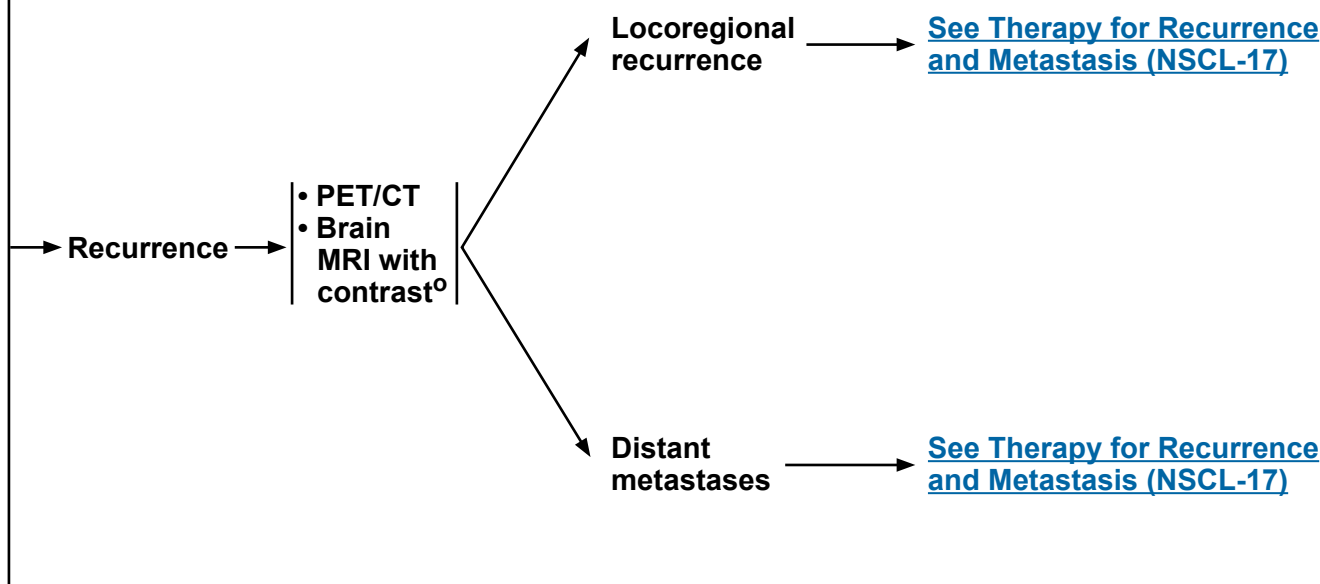 Locoregional
recurrence
See Therapy for Recurrence
and Metastasis (NSCL-17)
Recurrence
• PET/CT
• Brain
MRI with
contrastᵒ
Distant
metastases
See Therapy for Recurrence
and Metastasis (NSCL-17)